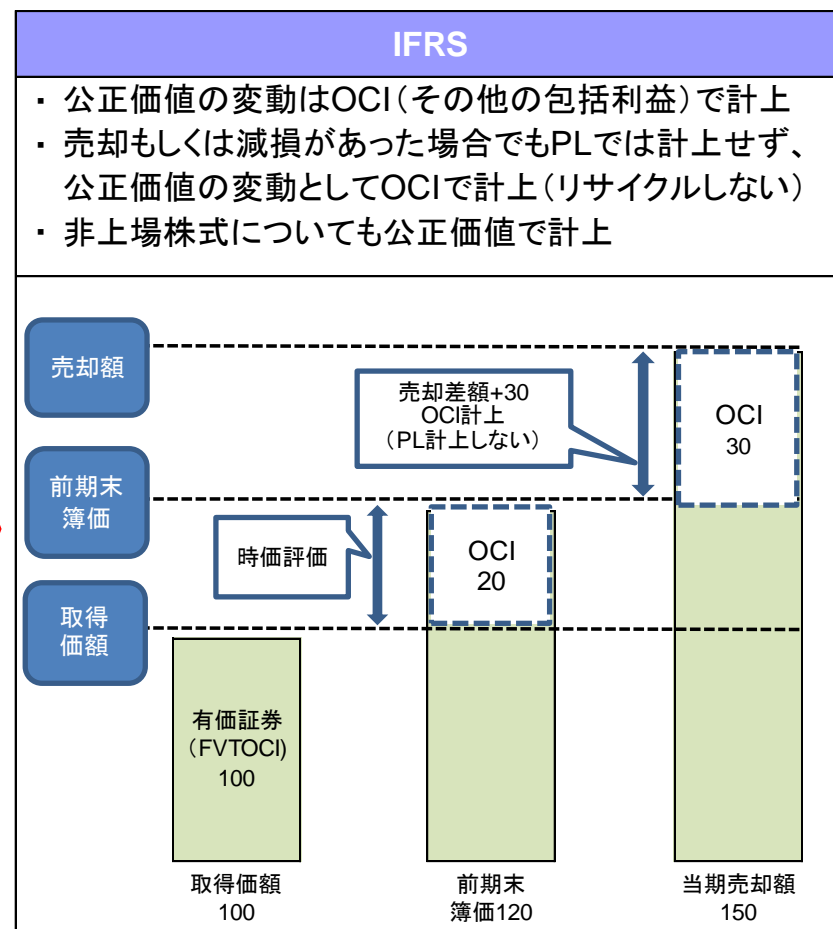 IFRS
・ 公正価値の変動はOCI（その他の包括利益）で計上
・ 売却もしくは減損があった場合でもPLでは計上せず、
公正価値の変動としてOCIで計上（リサイクルしない）
・ 非上場株式についても公正価値で計上
売却額
売却差額+30
OCI計上
（PL計上しない）
OCI
30
前期末
簿価
時価評価
OCI
20
取得
価額
有価証券
（FVTOCI)
100
取得価額
100
前期末
簿価120
当期売却額
150